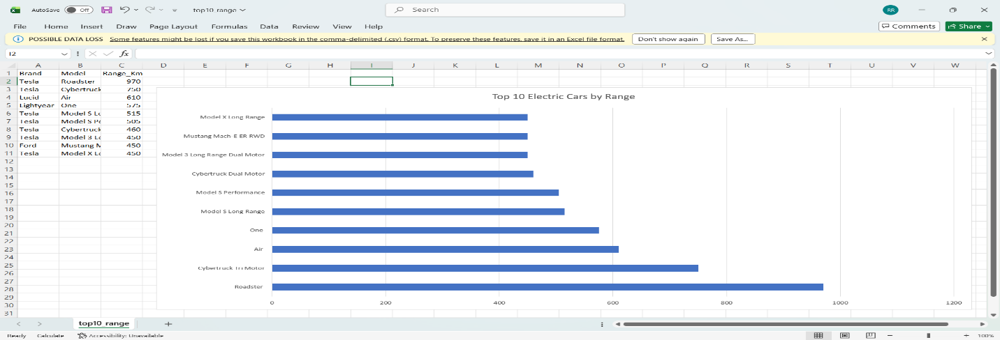 AutoSave Off top10_range Search RR
File Home Insert Draw Page Layout Formulas Data Review View Help Comments Share
POSSIBLE DATA LOSS Some features might be lost if you save this workbook in the comma-delimited (.csv) format. To preserve these features, save it in an Excel file format. Don't show again Save As...
I2 fx
A B C D E F G H I J K L M N O P Q R S T U V W
1 Brand Model Range_Km
2 Tesla Roadster 970
3 Tesla Cybertruck 750
4 Lucid Air 610
5 Lightyear One 575
6 Tesla Model S Lo 515
7 Tesla Model S Pe 505
8 Tesla Cybertruck 460
9 Tesla Model 3 Lo 450
10 Ford Mustang M 450
11 Tesla Model X Lo 450
12
13
14
15
16
17
18
19
20
21
22
23
24
25
26
27
28
29
30
31
Top 10 Electric Cars by Range
Model X Long Range
Mustang Mach-E ER RWD
Model 3 Long Range Dual Motor
Cybertruck Dual Motor
Model S Performance
Model S Long Range
One
Air
Cybertruck Tri Motor
Roadster
0 200 400 600 800 1000 1200
top10_range
Ready Calculate Accessibility: Unavailable 100%